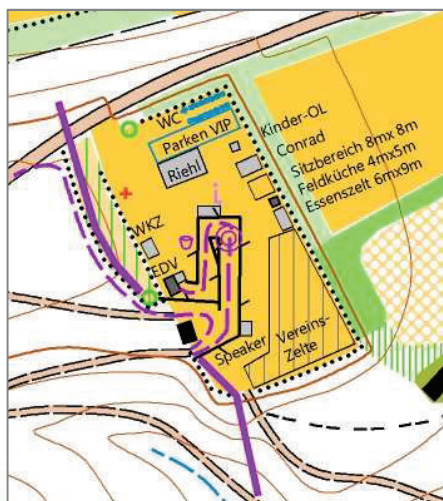 WC
Parken VIP
Riehl
Kinder-OL
Conrad
Sitzbereich 8mx 8m
Feldküche 4mx5m
Essenszelt 6mx9m
i
WKZ
EDV
Speaker
Vereins-
Zelte